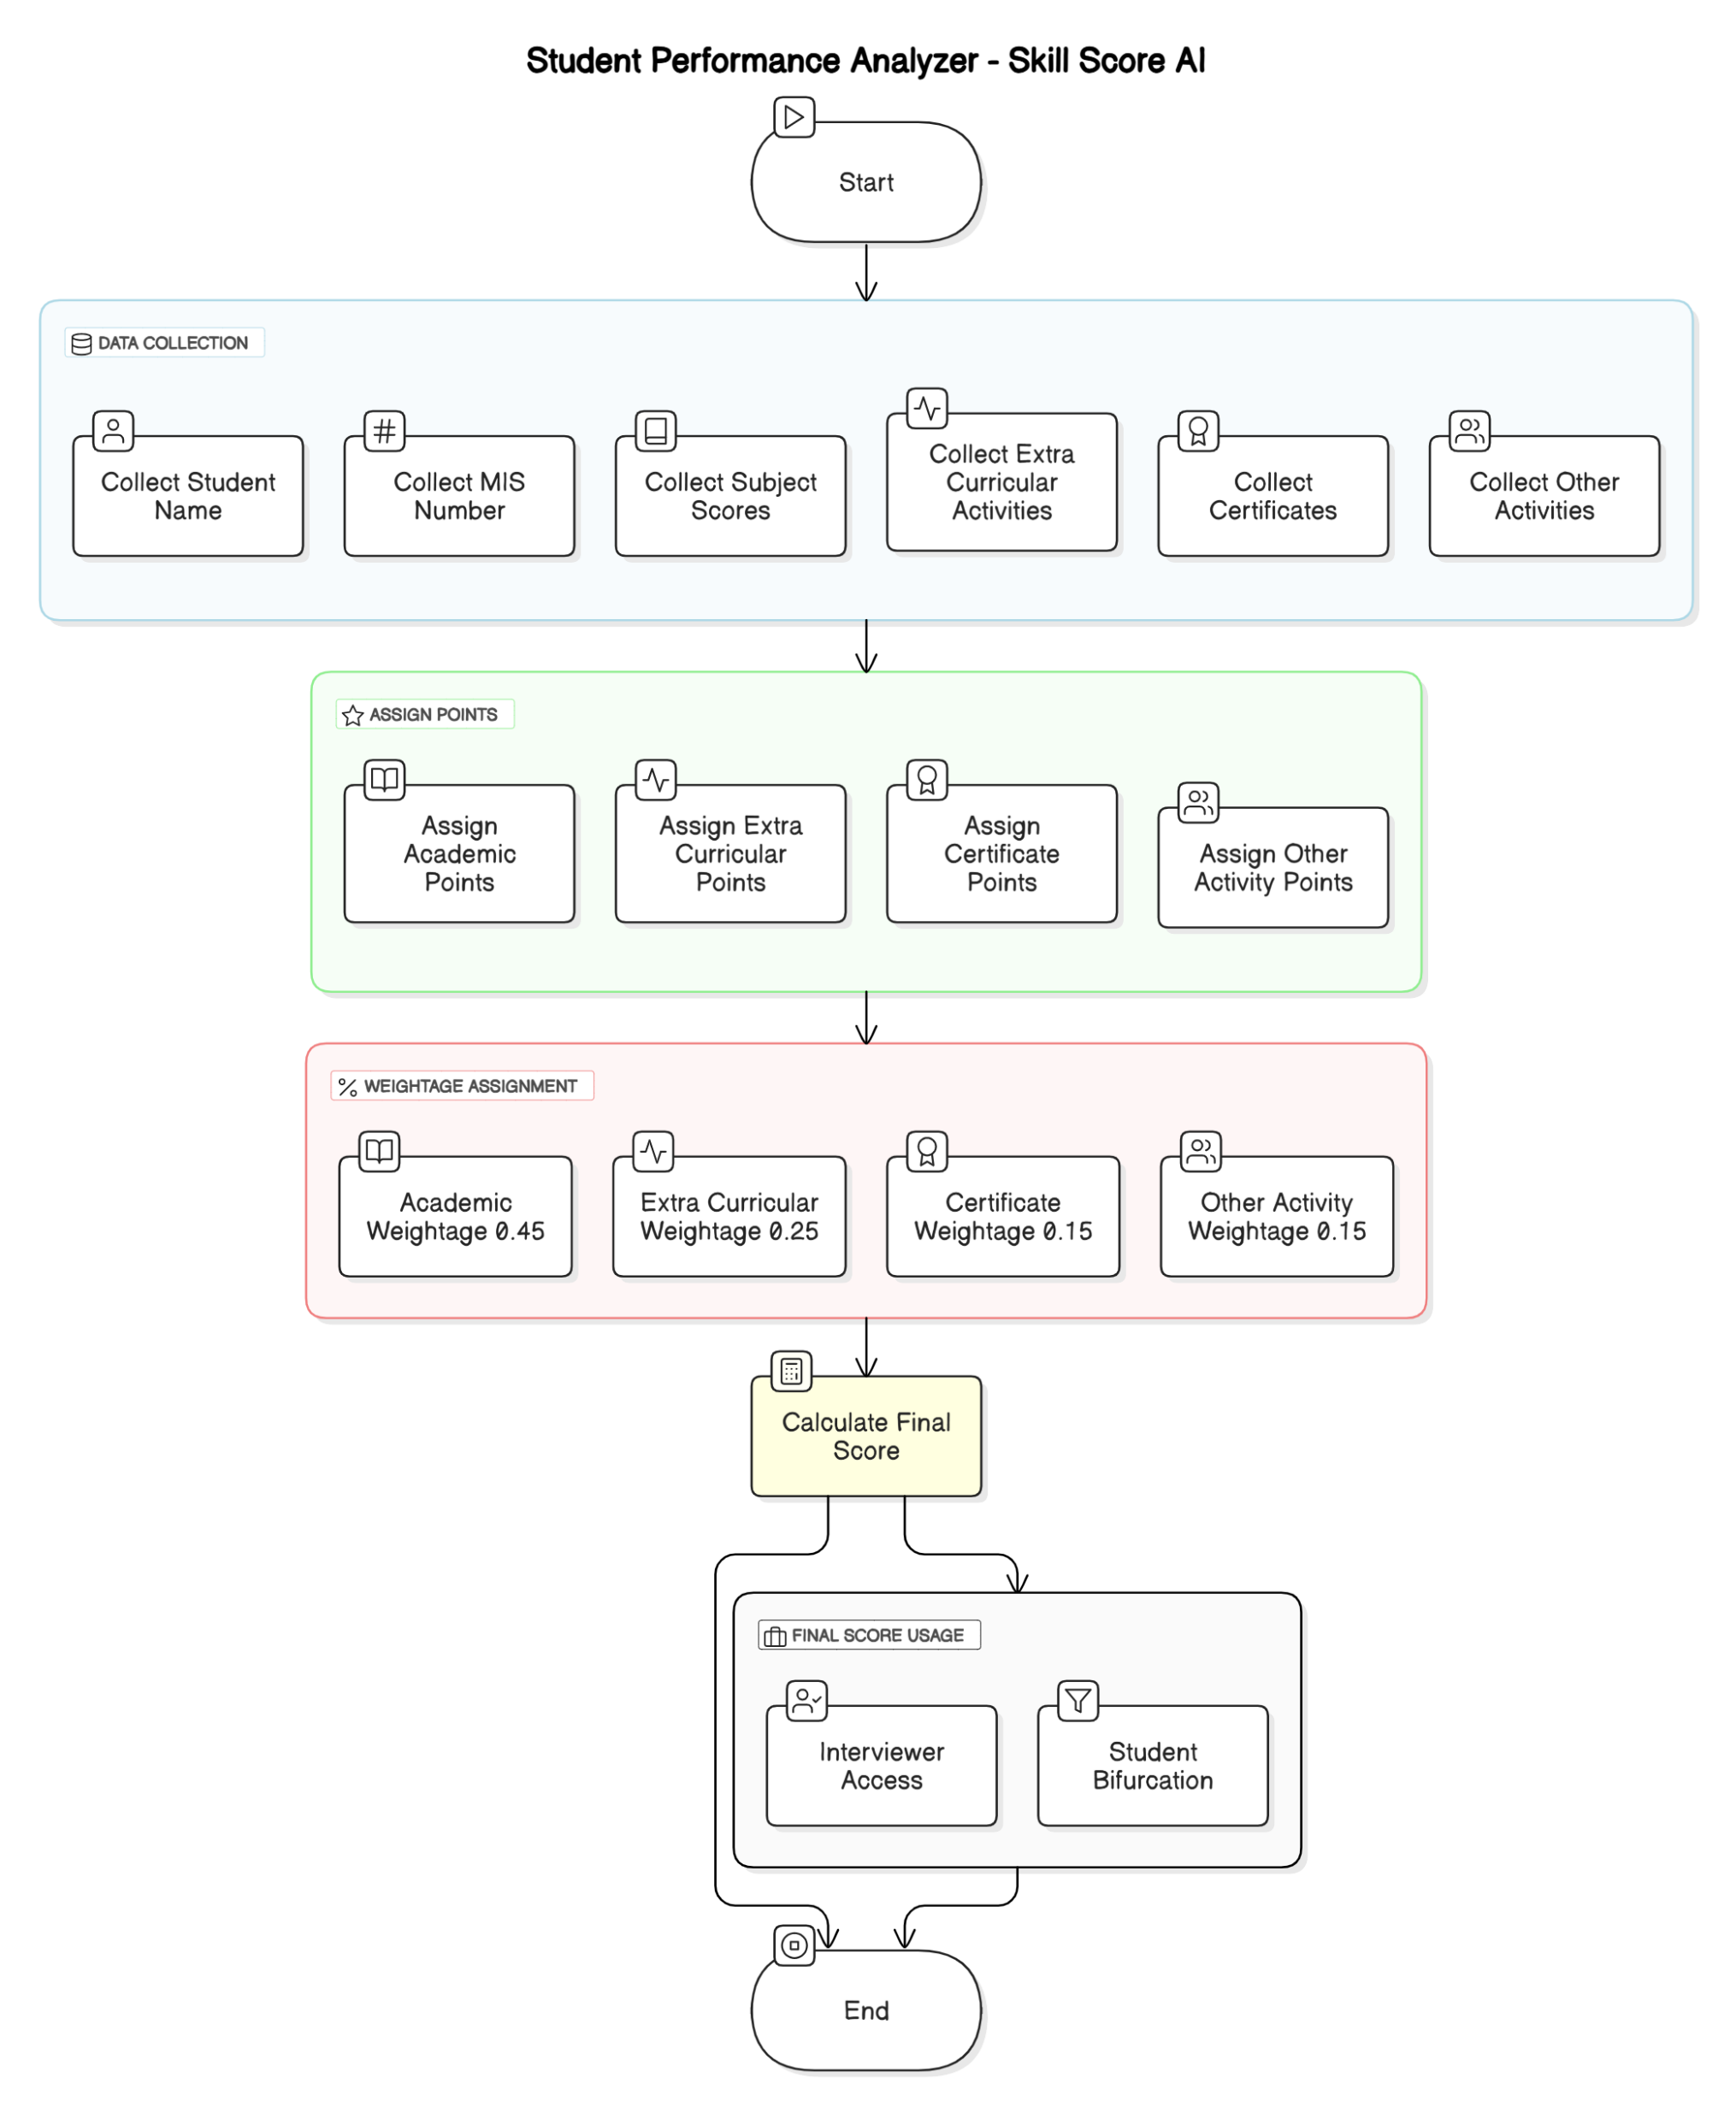 Student Performance Analyzer - Skill Score AI
Start
DATA COLLECTION
Collect Student
Name
Collect MIS
Number
Collect Subject
Scores
Collect Extra
Curricular
Activities
Collect
Certificates
Collect Other
Activities
ASSIGN POINTS
Assign
Academic
Points
Assign Extra
Curricular
Points
Assign
Certificate
Points
Assign Other
Activity Points
WEIGHTAGE ASSIGNMENT
Academic
Weightage 0.45
Extra Curricular
Weightage 0.25
Certificate
Weightage 0.15
Other Activity
Weightage 0.15
Calculate Final
Score
FINAL SCORE USAGE
Interviewer
Access
Student
Bifurcation
End